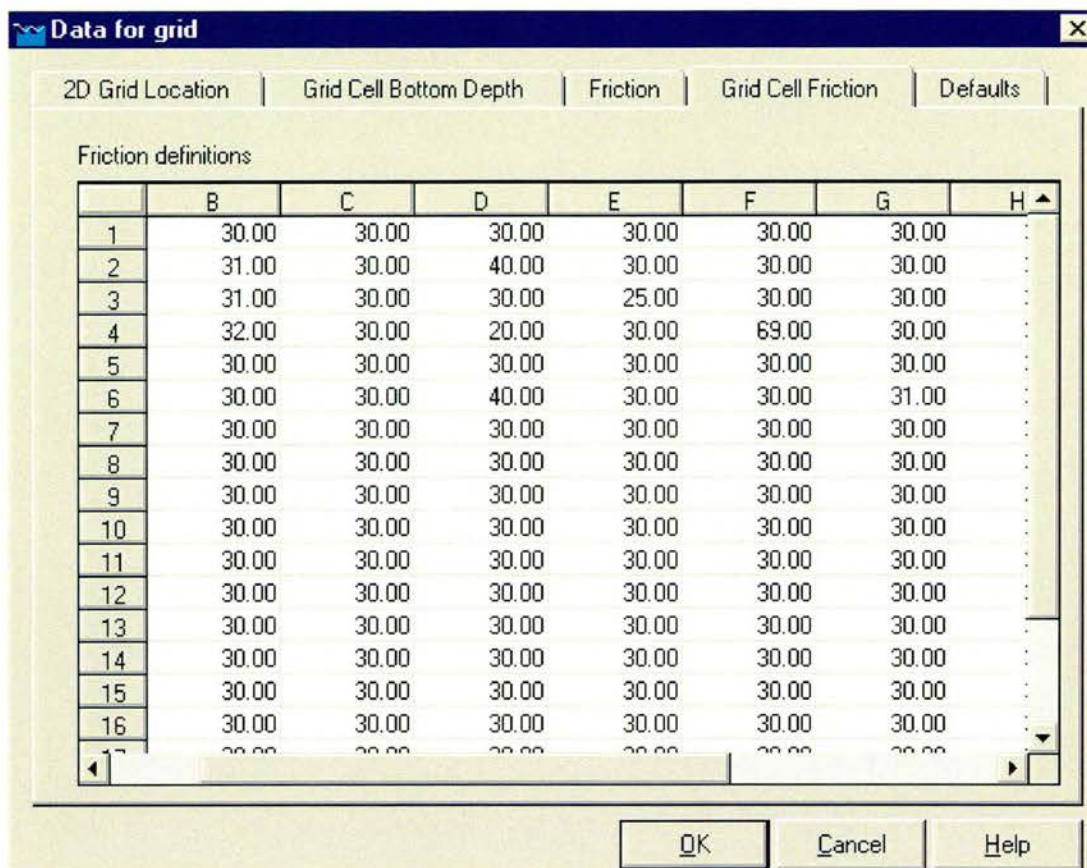 Data for grid
2D Grid Location Grid Cell Bottom Depth Friction Grid Cell Friction Defaults
Friction definitions
B C D E F G H
1 30.00 30.00 30.00 30.00 30.00 30.00
2 31.00 30.00 40.00 30.00 30.00 30.00
3 31.00 30.00 30.00 25.00 30.00 30.00
4 32.00 30.00 20.00 30.00 69.00 30.00
5 30.00 30.00 30.00 30.00 30.00 30.00
6 30.00 30.00 40.00 30.00 30.00 31.00
7 30.00 30.00 30.00 30.00 30.00 30.00
8 30.00 30.00 30.00 30.00 30.00 30.00
9 30.00 30.00 30.00 30.00 30.00 30.00
10 30.00 30.00 30.00 30.00 30.00 30.00
11 30.00 30.00 30.00 30.00 30.00 30.00
12 30.00 30.00 30.00 30.00 30.00 30.00
13 30.00 30.00 30.00 30.00 30.00 30.00
14 30.00 30.00 30.00 30.00 30.00 30.00
15 30.00 30.00 30.00 30.00 30.00 30.00
16 30.00 30.00 30.00 30.00 30.00 30.00
OK Cancel Help